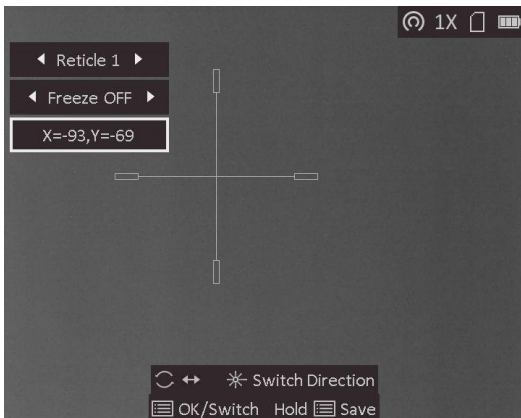 1X
Reticle 1
Freeze OFF
X=-93,Y=-69
Switch Direction
OK/Switch Hold Save